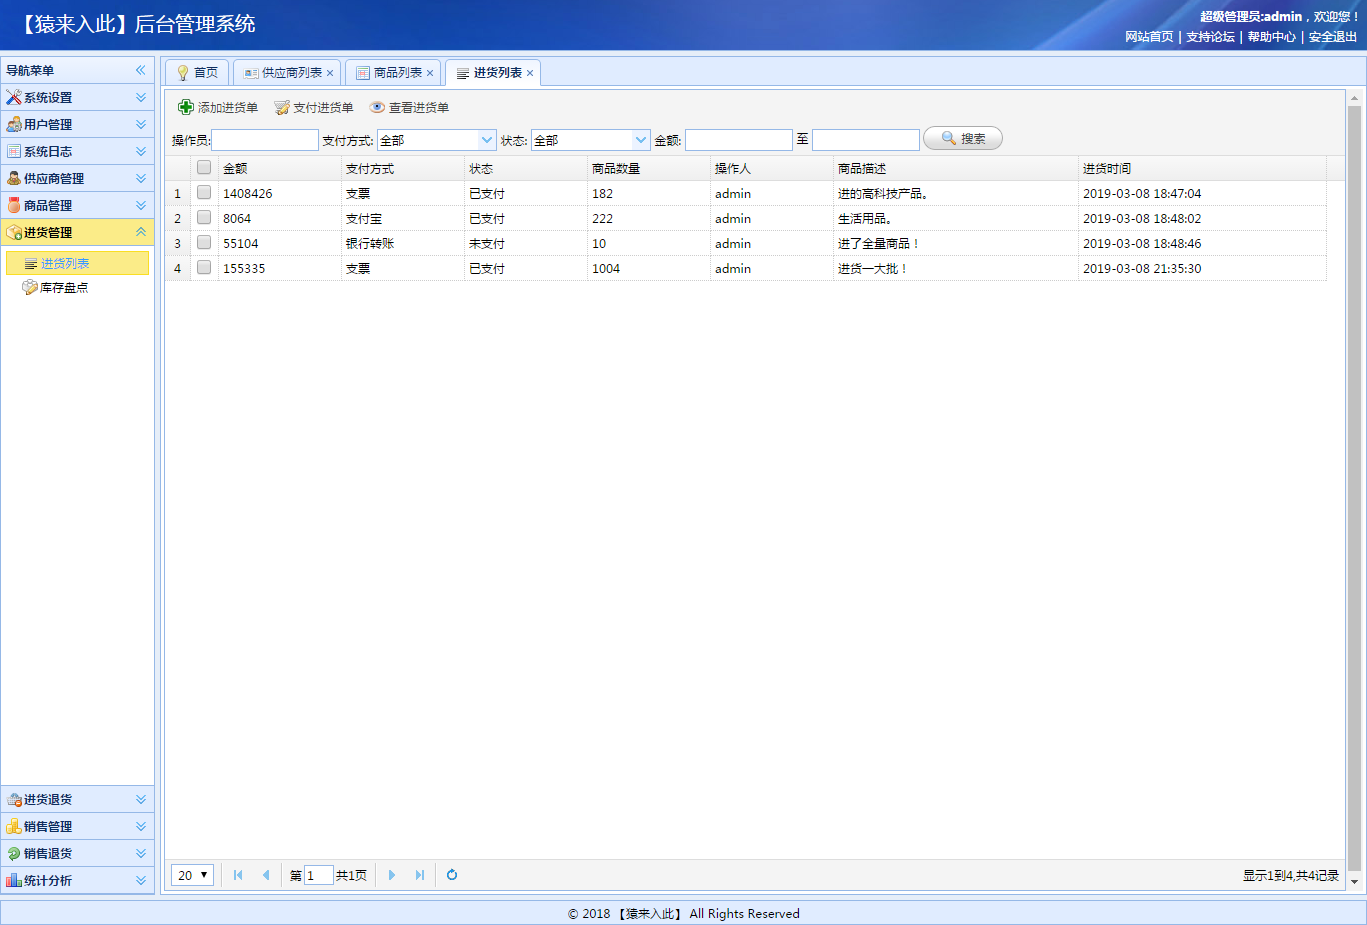 【猿来入此】后台管理系统
超级管理员:admin，欢迎您！
网站首页 | 支持论坛 | 帮助中心 | 安全退出
导航菜单
系统设置
用户管理
系统日志
供应商管理
商品管理
进货管理
进货列表
库存盘点
进货退货
销售管理
销售退货
统计分析
首页 供应商列表 商品列表 进货列表
添加进货单 支付进货单 查看进货单
操作员: 支付方式: 全部 状态: 全部 金额: 至 搜索
金额 支付方式 状态 商品数量 操作人 商品描述 进货时间
1 1408426 支票 已支付 182 admin 进的高科技产品。 2019-03-08 18:47:04
2 8064 支付宝 已支付 222 admin 生活用品。 2019-03-08 18:48:02
3 55104 银行转账 未支付 10 admin 进了全量商品！ 2019-03-08 18:48:46
4 155335 支票 已支付 1004 admin 进货一大批！ 2019-03-08 21:35:30
20 第 1 共1页 显示1到4,共4记录
© 2018 【猿来入此】 All Rights Reserved